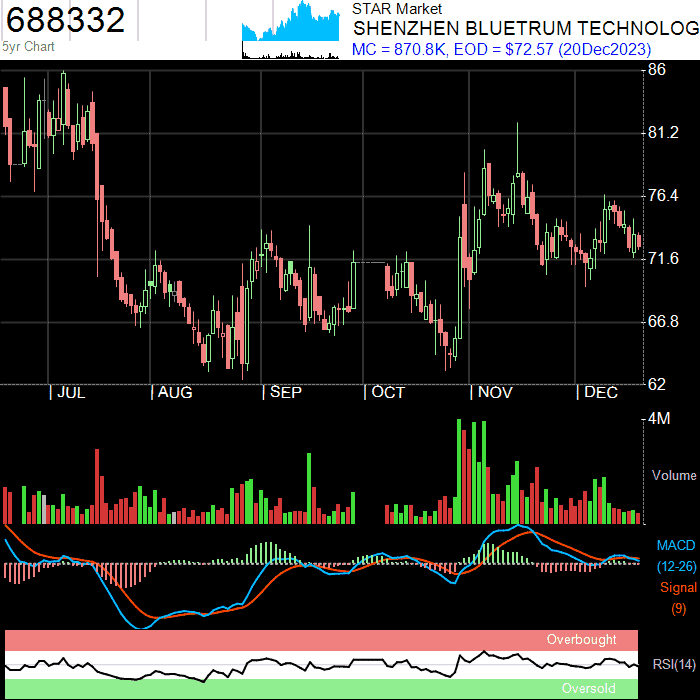 688332
5yr Chart
STAR Market
SHENZHEN BLUETRUM TECHNOLOG
MC = 870.8K, EOD = $72.57 (20Dec2023)
86
81.2
76.4
71.6
66.8
62
| JUL | AUG | SEP | OCT | NOV | DEC
4M
Volume
MACD
(12-26)
Signal
(9)
Overbought
RSI(14)
Oversold